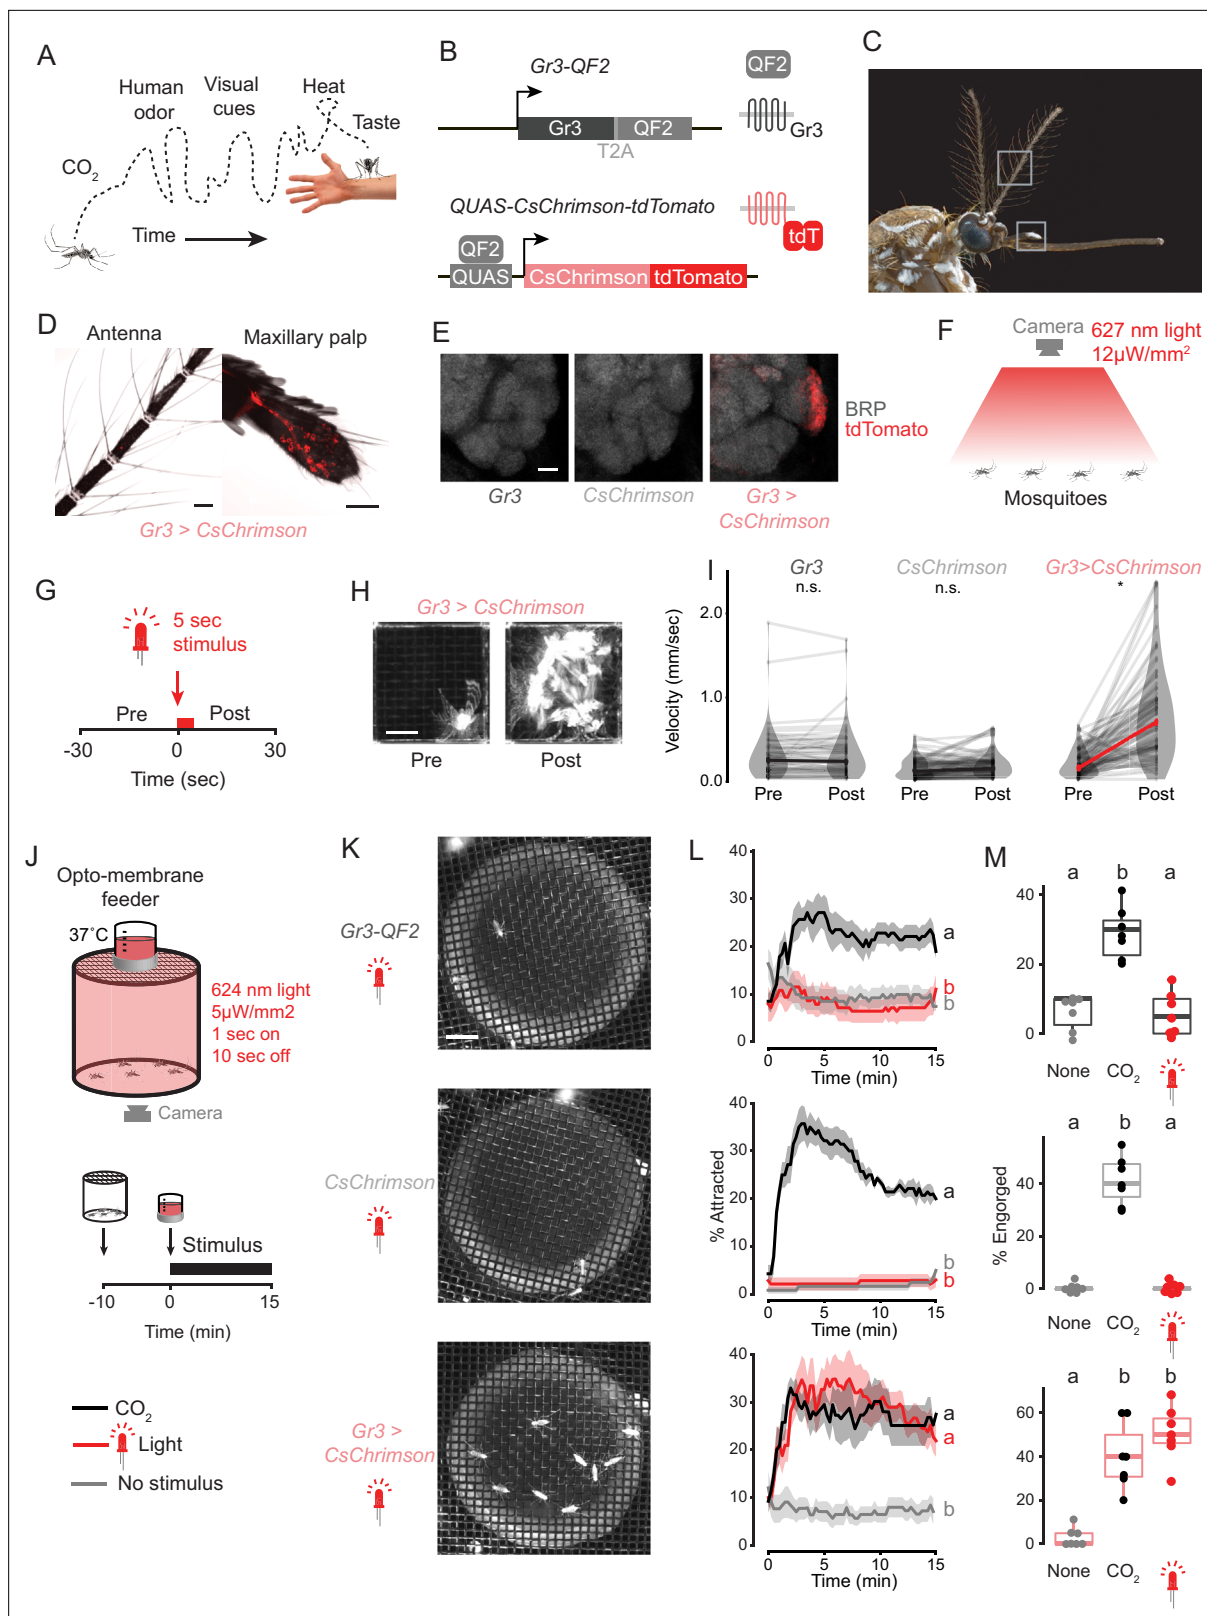 A
Human odor
Visual cues
Heat
Taste
CO2
Time
B
Gr3-QF2
Gr3
QF2
T2A
QF2
Gr3
QUAS-CsChrimson-tdTomato
QF2
QUAS
CsChrimson
tdTomato
tdT
C
D
Antenna
Maxillary palp
Gr3 > CsChrimson
E
BRP
tdTomato
Gr3
CsChrimson
Gr3 >
CsChrimson
F
Camera
627 nm light
12µW/mm2
Mosquitoes
G
5 sec
stimulus
Pre
Post
-30
0
30
Time (sec)
H
Gr3 > CsChrimson
Pre
Post
I
Gr3
n.s.
CsChrimson
n.s.
Gr3>CsChrimson
*
Velocity (mm/sec)
2.0
1.0
0.0
Pre
Post
Pre
Post
Pre
Post
J
Opto-membrane
feeder
37˚C
624 nm light
5µW/mm2
1 sec on
10 sec off
Camera
Stimulus
-10
0
15
Time (min)
CO2
Light
No stimulus
K
Gr3-QF2
CsChrimson
Gr3 >
CsChrimson
L
40
30
20
10
0
a
b
b
0
5
10
15
Time (min)
% Attracted
40
30
20
10
0
a
b
b
0
5
10
15
Time (min)
40
30
20
10
0
a
a
b
0
5
10
15
Time (min)
M
a
b
a
40
20
0
None
CO2
% Engorged
a
b
a
40
20
0
None
CO2
a
b
b
60
40
20
0
None
CO2